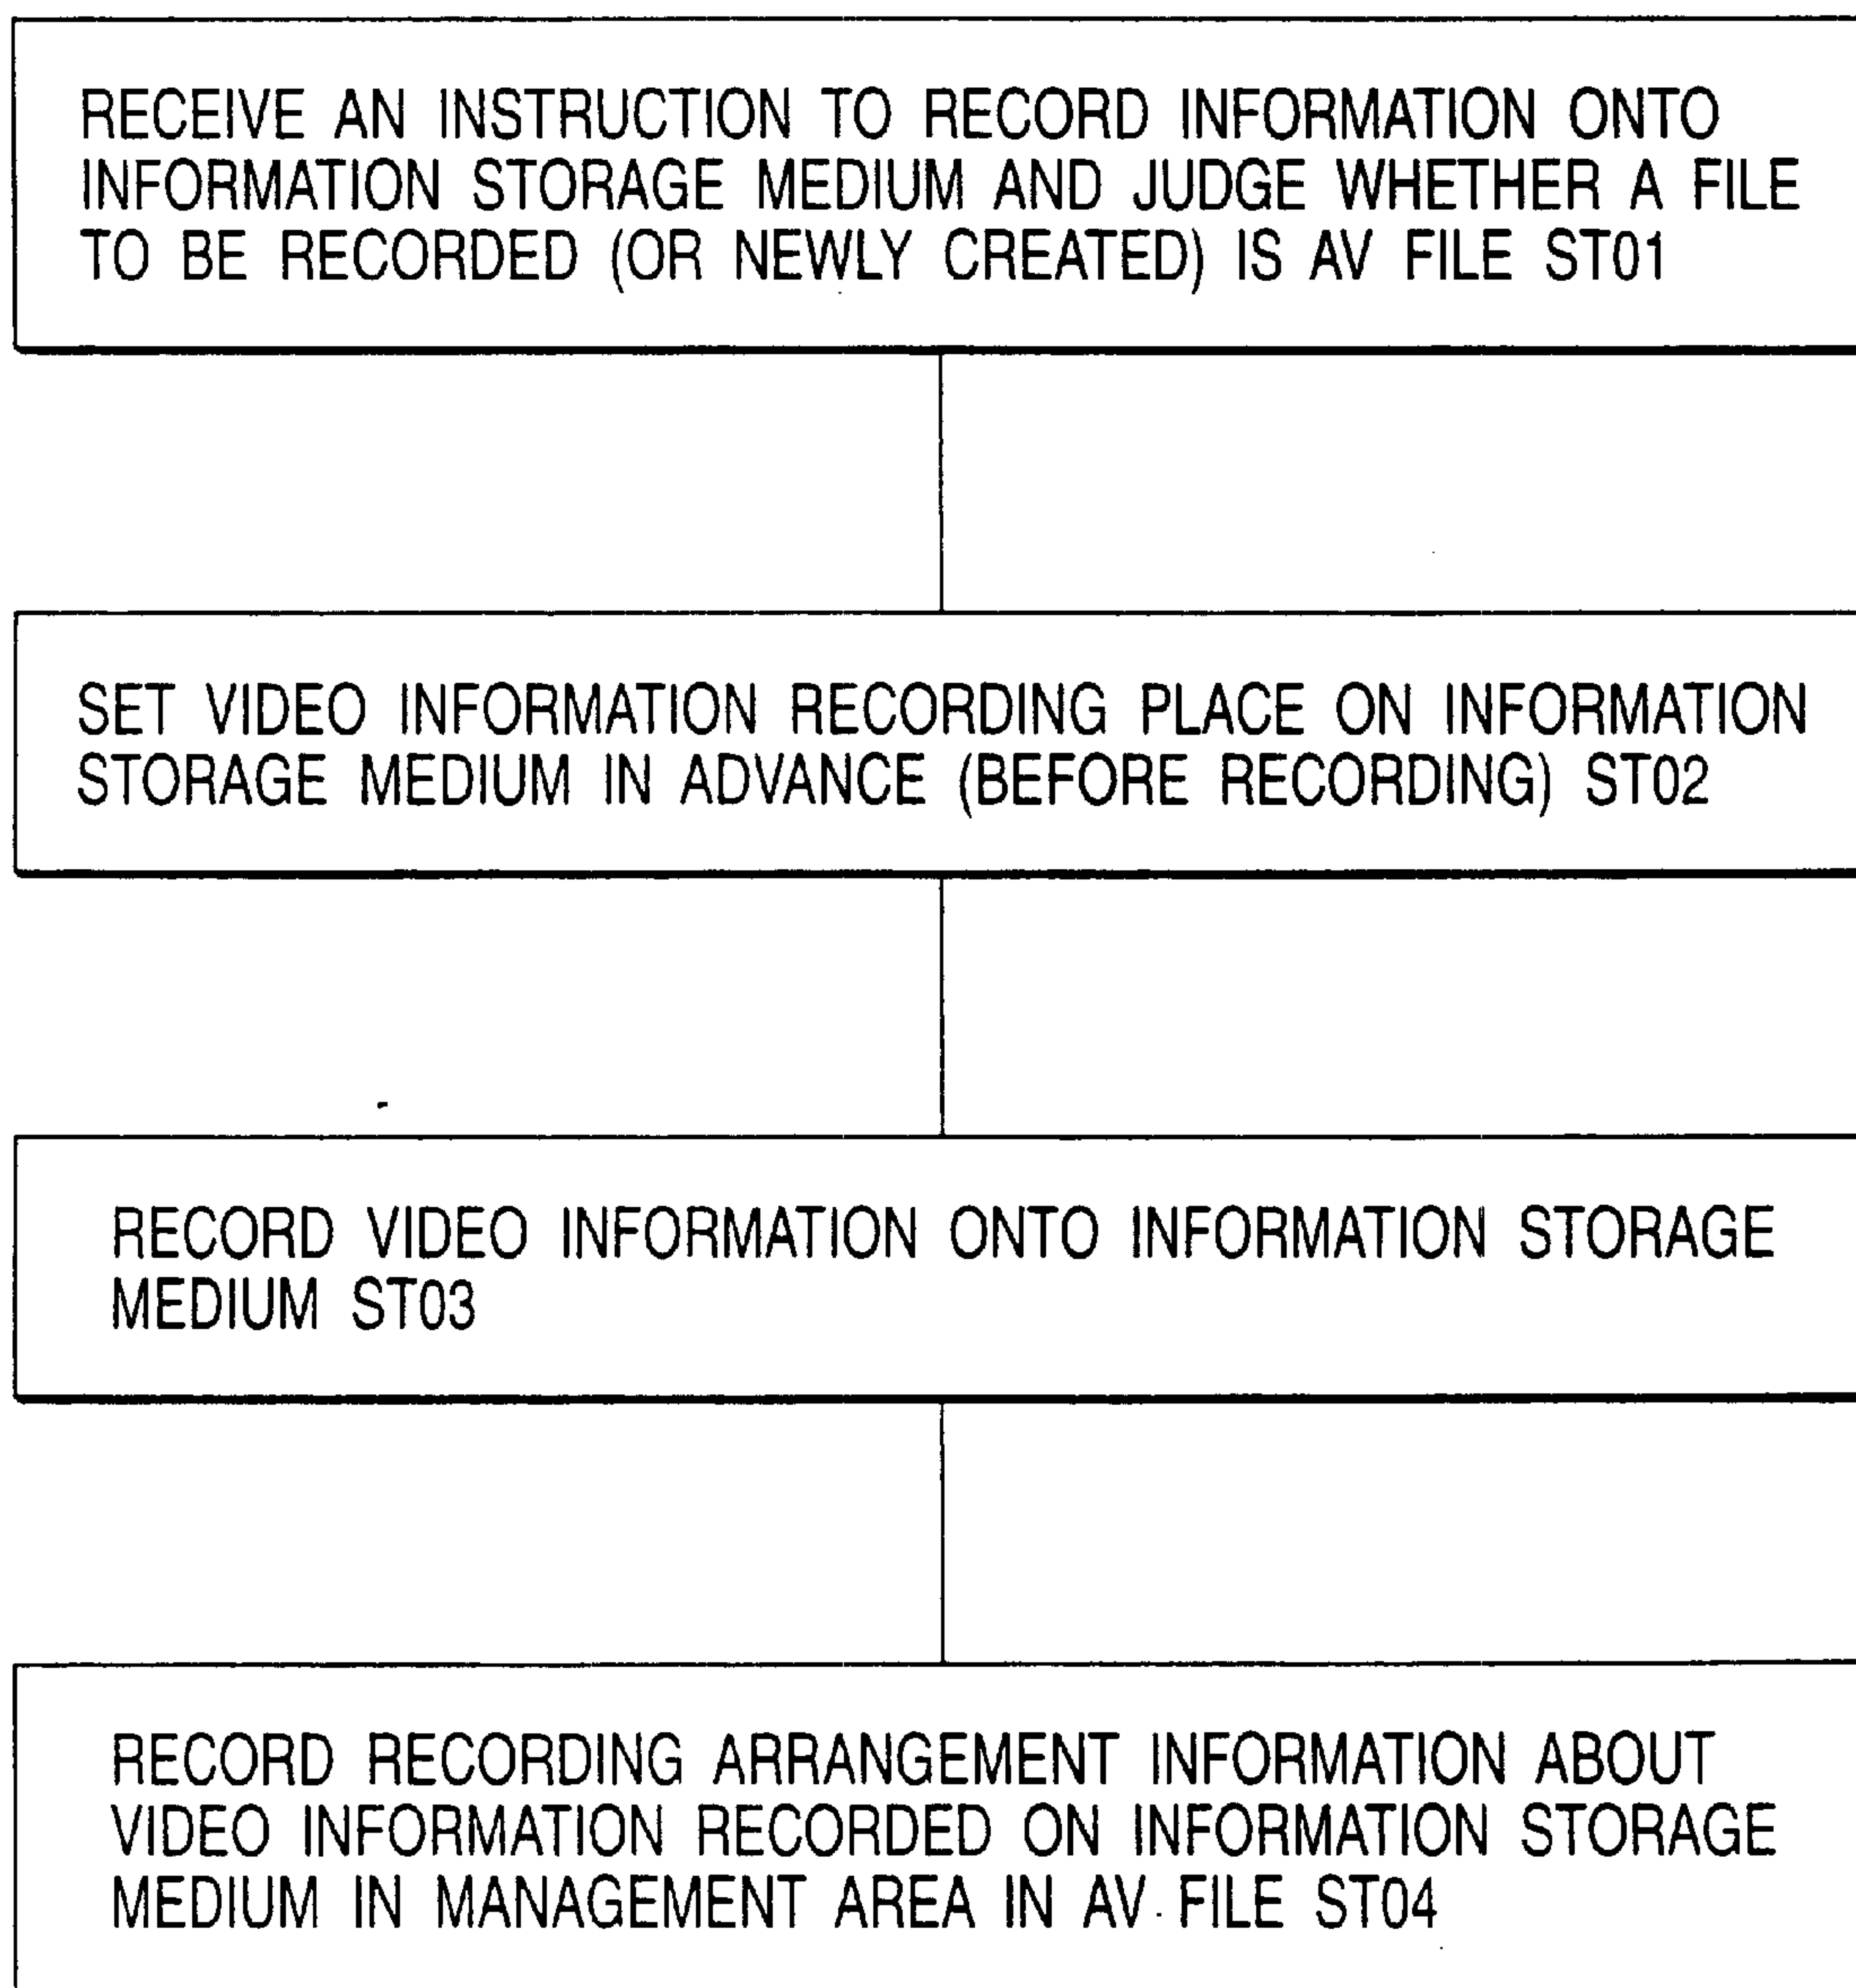 RECEIVE AN INSTRUCTION TO RECORD INFORMATION ONTO
INFORMATION STORAGE MEDIUM AND JUDGE WHETHER A FILE
TO BE RECORDED (OR NEWLY CREATED) IS AV FILE ST01
SET VIDEO INFORMATION RECORDING PLACE ON INFORMATION
STORAGE MEDIUM IN ADVANCE (BEFORE RECORDING) ST02
RECORD VIDEO INFORMATION ONTO INFORMATION STORAGE
MEDIUM ST03
RECORD RECORDING ARRANGEMENT INFORMATION ABOUT
VIDEO INFORMATION RECORDED ON INFORMATION STORAGE
MEDIUM IN MANAGEMENT AREA IN AV FILE ST04